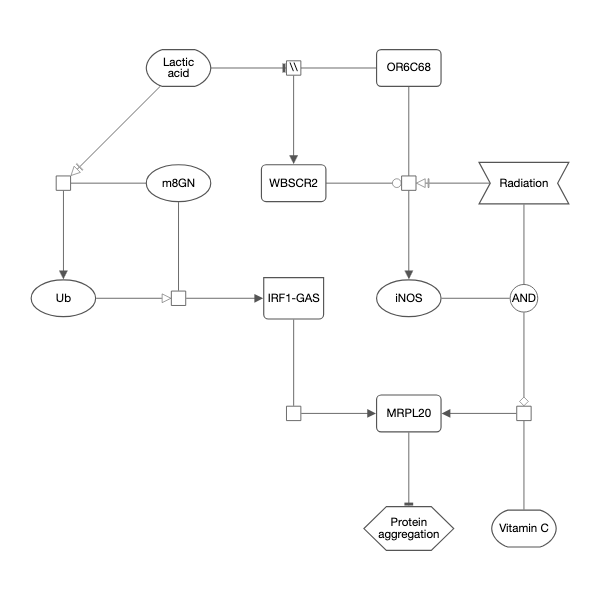 Lactic
acid
\\
OR6C68
m8GN
WBSCR2
Radiation
Ub
IRF1-GAS
iNOS
AND
MRPL20
Protein
aggregation
Vitamin C